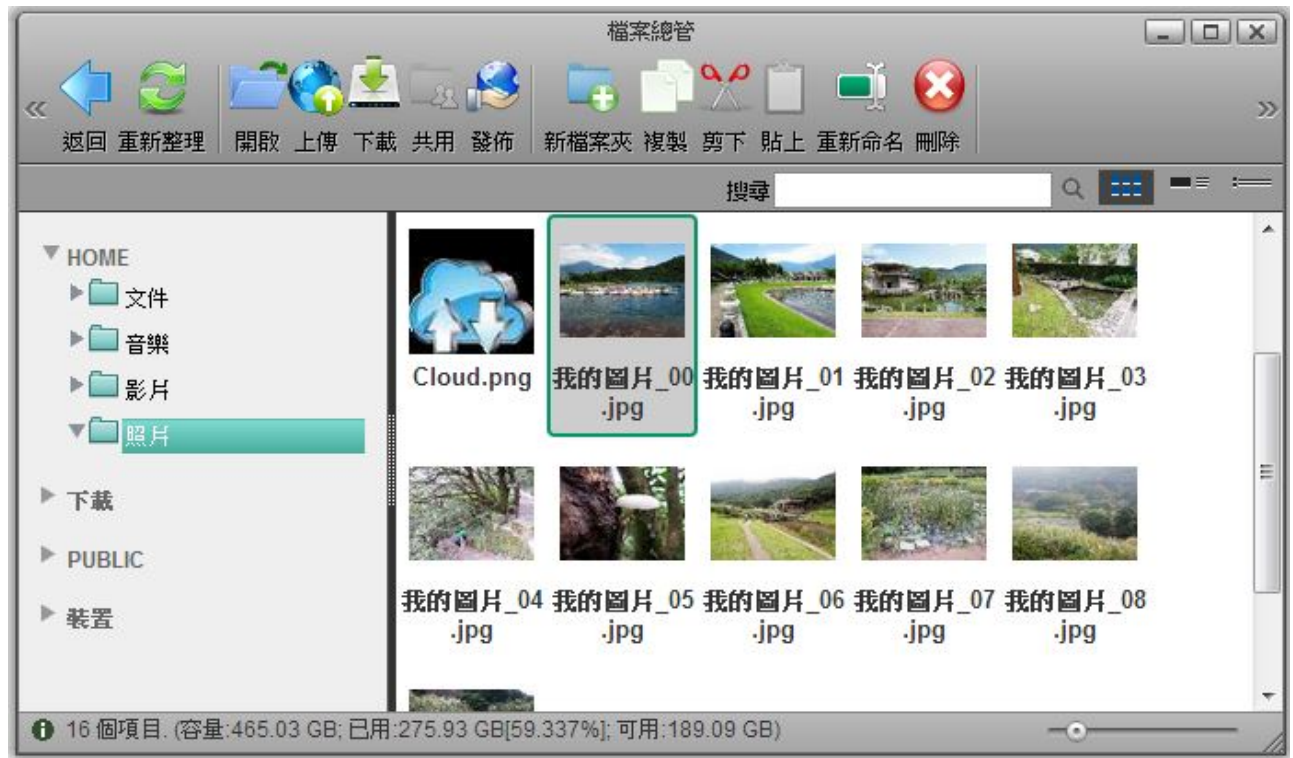 檔案總管
返回 重新整理 開啟 上傳 下載 共用 發佈 新檔案夾 複製 剪下 貼上 重新命名 刪除
搜尋
HOME
文件
音樂
影片
照片
下載
PUBLIC
裝置
Cloud.png 我的圖片_00.jpg 我的圖片_01.jpg 我的圖片_02.jpg 我的圖片_03.jpg
我的圖片_04.jpg 我的圖片_05.jpg 我的圖片_06.jpg 我的圖片_07.jpg 我的圖片_08.jpg
16 個項目. (容量:465.03 GB; 已用:275.93 GB[59.337%]; 可用:189.09 GB)